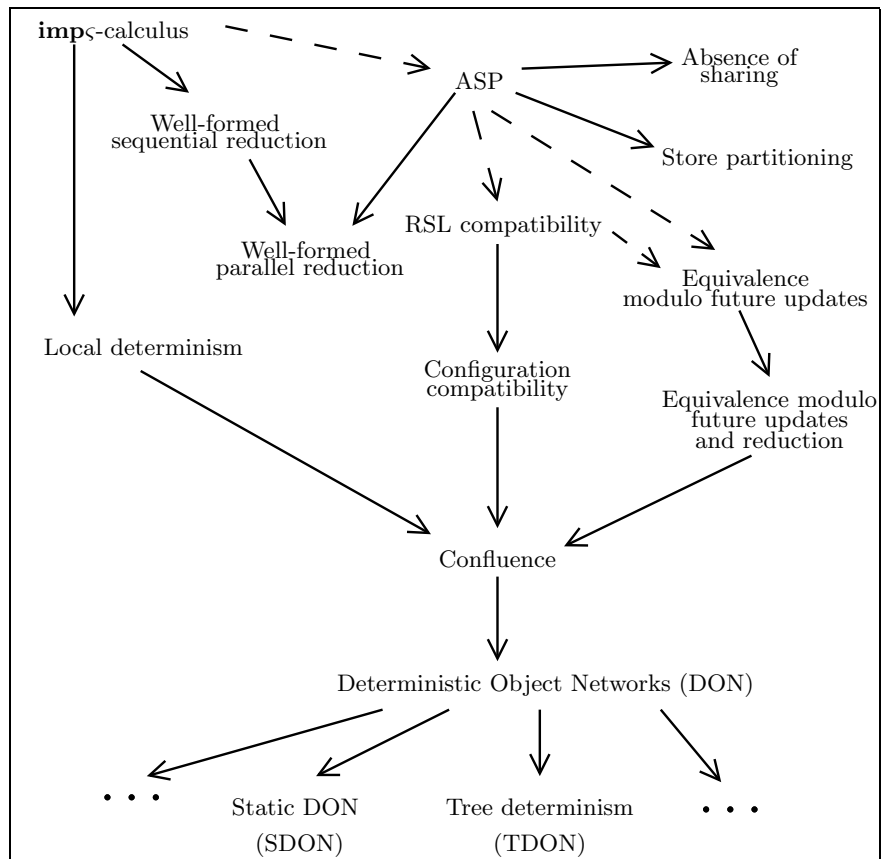 impς-calculus
ASP
Absence of
sharing
Well-formed
sequential reduction
Store partitioning
RSL compatibility
Well-formed
parallel reduction
Equivalence
modulo future updates
Local determinism
Configuration
compatibility
Equivalence modulo
future updates
and reduction
Confluence
Deterministic Object Networks (DON)
. . .
Static DON
(SDON)
Tree determinism
(TDON)
. . .